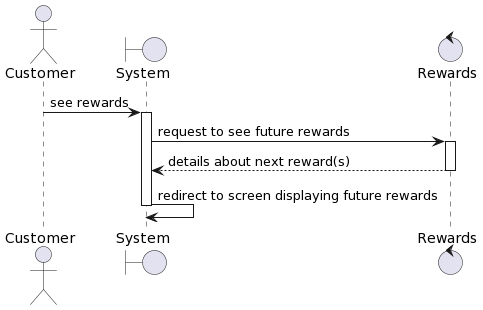 Customer
System
Rewards
see rewards
request to see future rewards
details about next reward(s)
redirect to screen displaying future rewards
Customer
System
Rewards